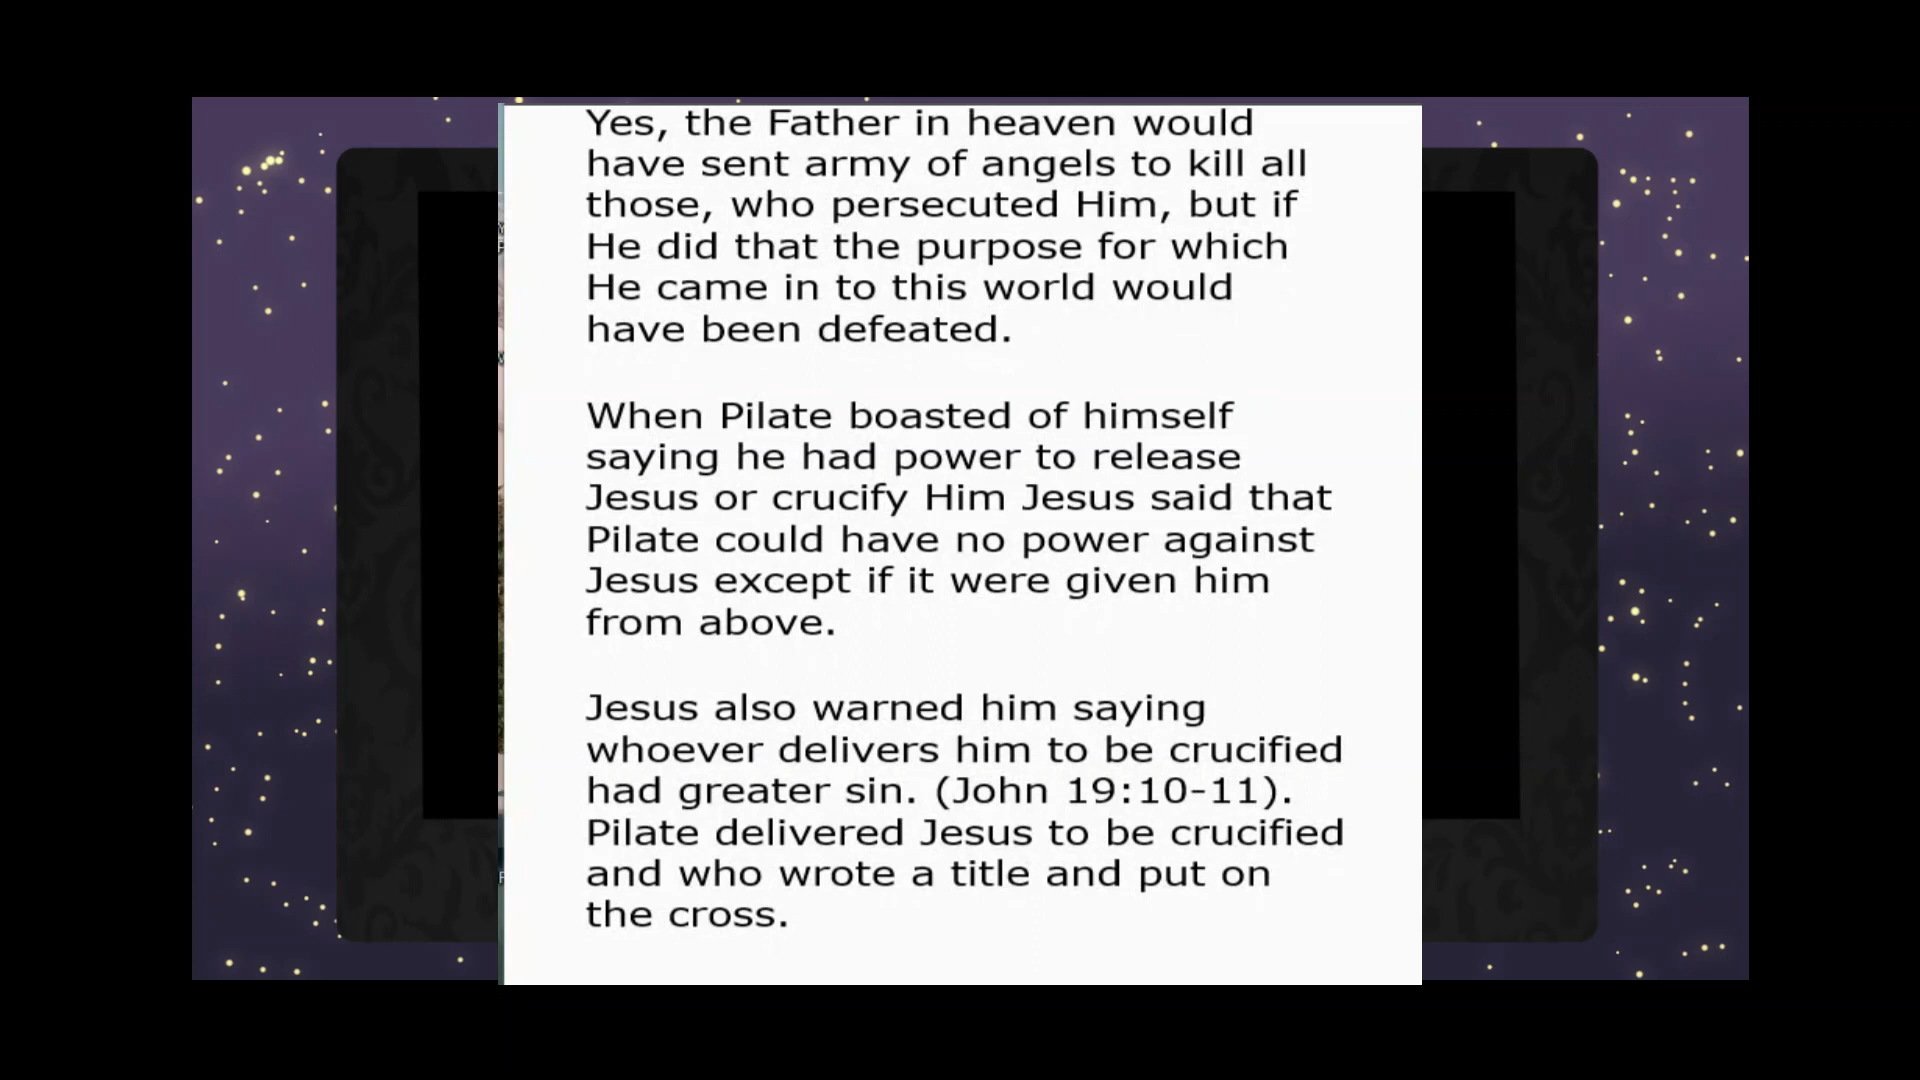 Yes, the Father in heaven would
have sent army of angels to kill all
those, who persecuted Him, but if
He did that the purpose for which
He came in to this world would
have been defeated.
When Pilate boasted of himself
saying he had power to release
Jesus or crucify Him Jesus said that
Pilate could have no power against
Jesus except if it were given him
from above.
Jesus also warned him saying
whoever delivers him to be crucified
had greater sin. (John 19:10-11).
Pilate delivered Jesus to be crucified
and who wrote a title and put on
the cross.